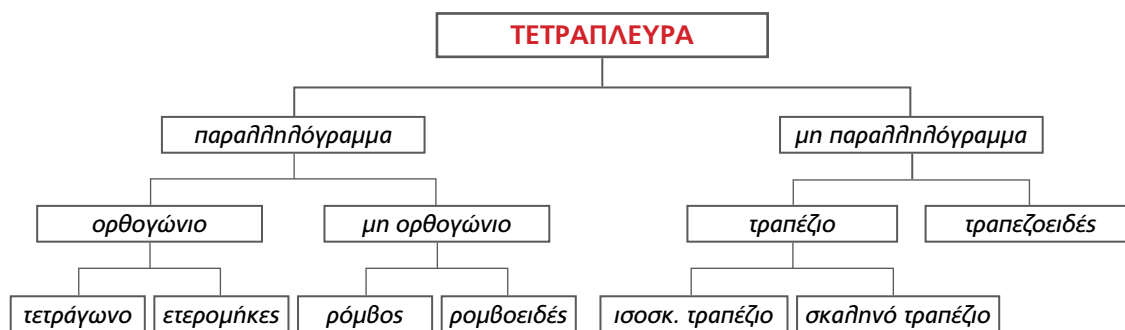 ΤΕΤΡΑΠΛΕΥΡΑ
παραλληλόγραμμα
μη παραλληλόγραμμα
ορθογώνιο
μη ορθογώνιο
τραπέζιο
τραπεζοειδές
τετράγωνο
ετερομήκες
ρόμβος
ρομβοειδές
ισοσκ. τραπέζιο
σκαληνό τραπέζιο